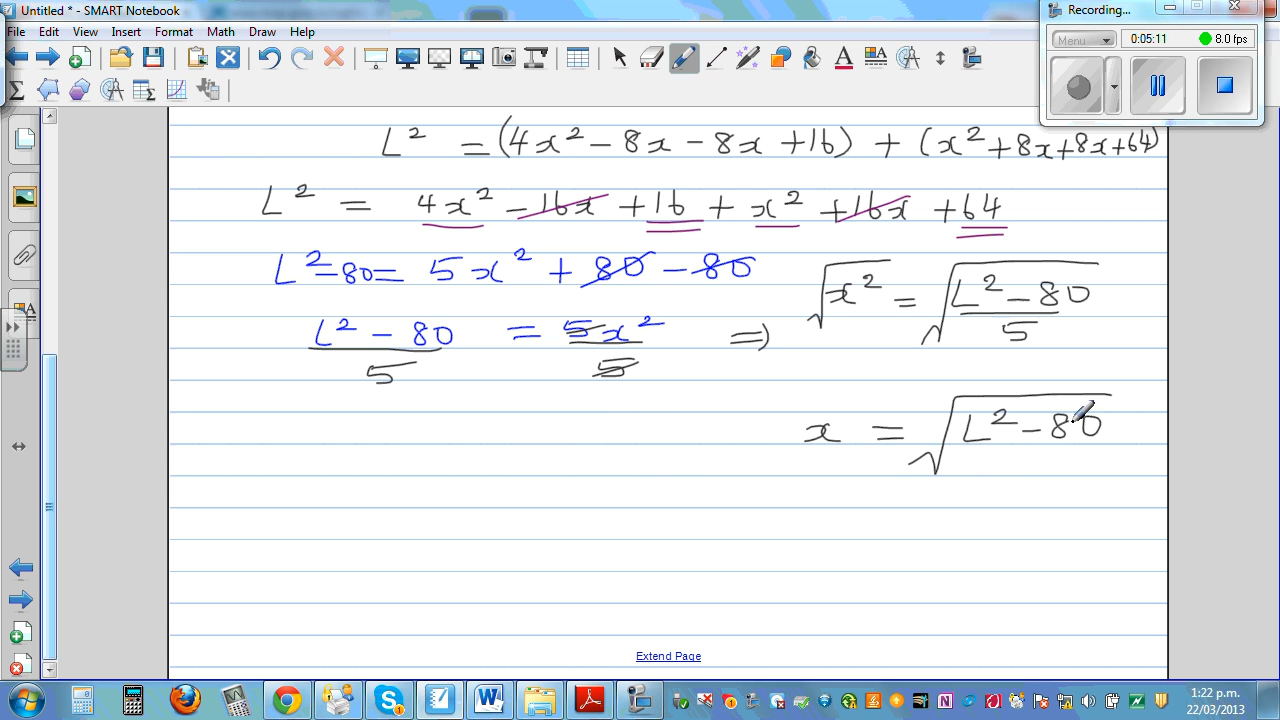 Untitled * - SMART Notebook
Recording...
File Edit View Insert Format Math Draw Help
Menu
0:05:11
8.0 fps
L² = (4x² - 8x - 8x + 16) + (x² + 8x + 8x + 64)
L² = 4x² - 16x + 16 + x² + 16x + 64
L² - 80 = 5x² + 80 - 80
√x² = √(L² - 80 / 5)
L² - 80 / 5 = 5x² / 5 ⇒
x = √L² - 80
Extend Page
1:22 p.m.
22/03/2013